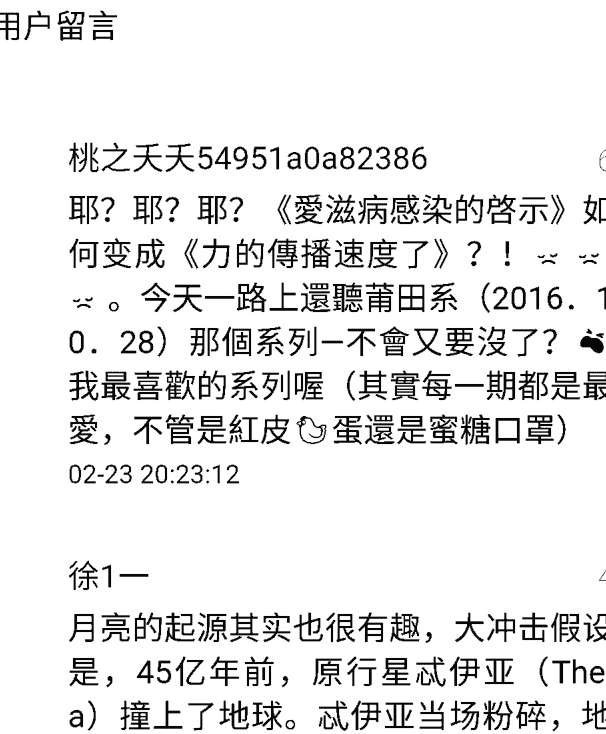 用户留言
桃之夭夭54951a0a82386
耶？耶？耶？《愛滋病感染的啓示》如
何变成《力的傳播速度了》？！
。今天一路上還聽莆田系（2016．1
0．28）那個系列—不會又要沒了？
我最喜歡的系列喔（其實每一期都是最
愛，不管是紅皮🐤蛋還是蜜糖口罩）
02-23 20:23:12
徐1一
月亮的起源其实也很有趣，大冲击假设
是，45亿年前，原行星忒伊亚（The
a）撞上了地球。忒伊亚当场粉碎，地